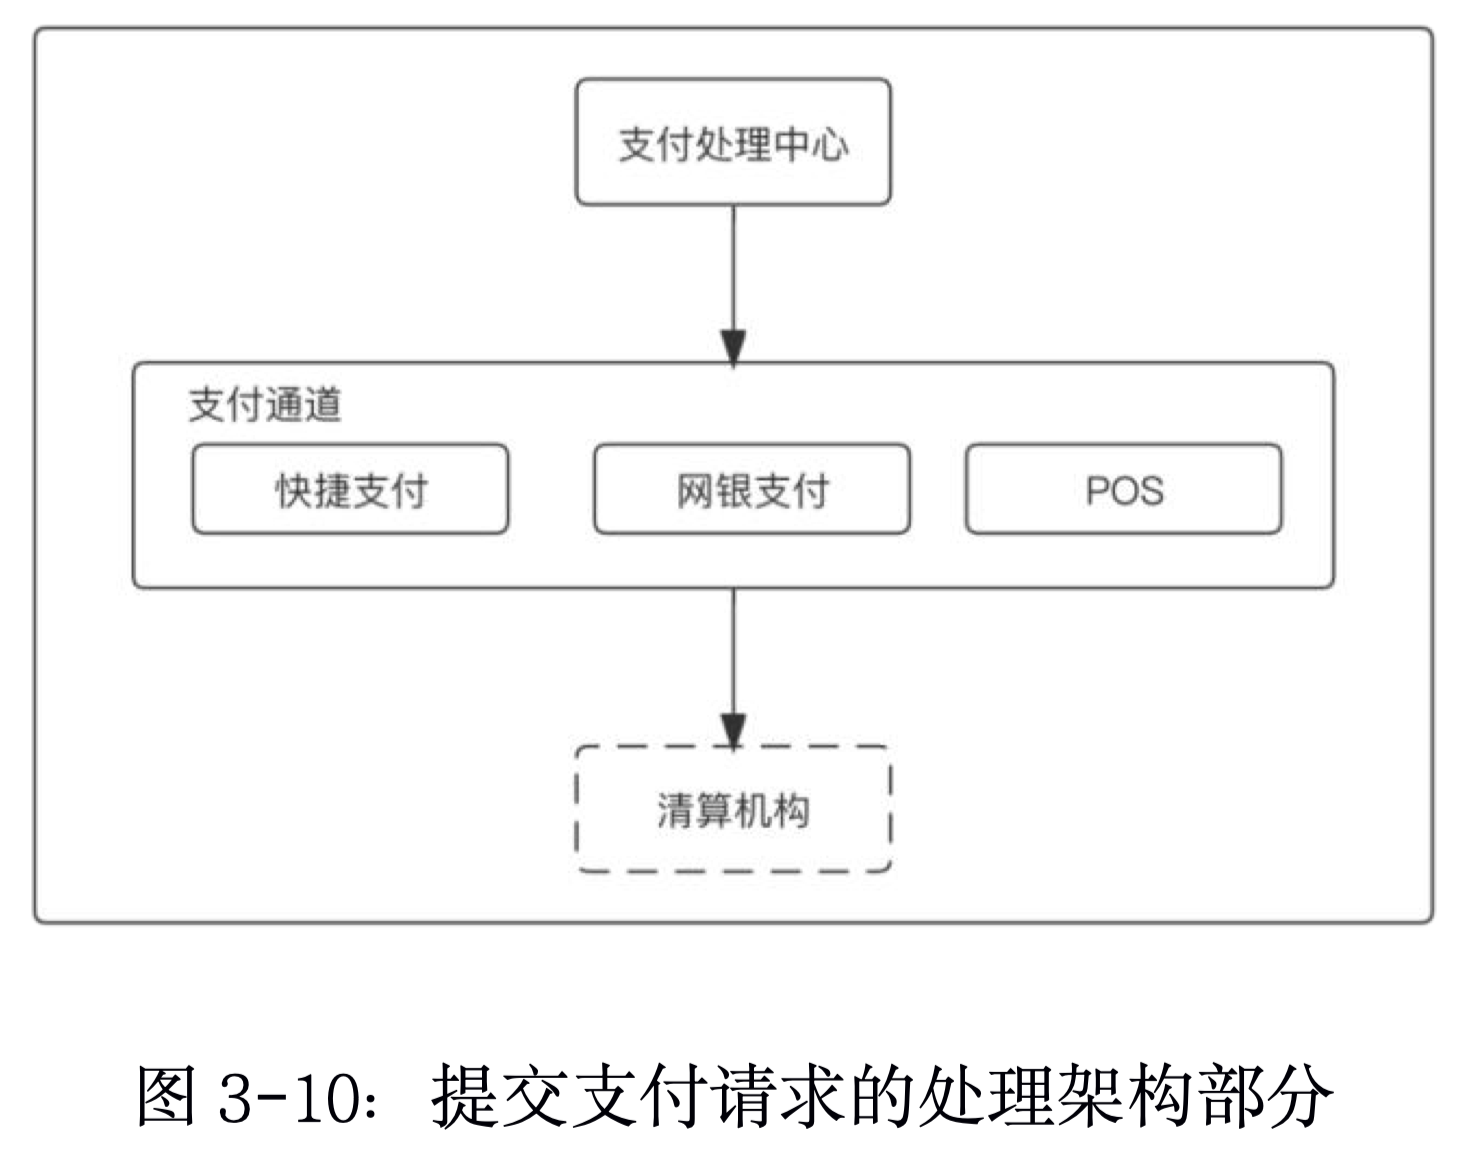 支付处理中心
支付通道
快捷支付
网银支付
POS
清算机构
图 3-10: 提交支付请求的处理架构部分